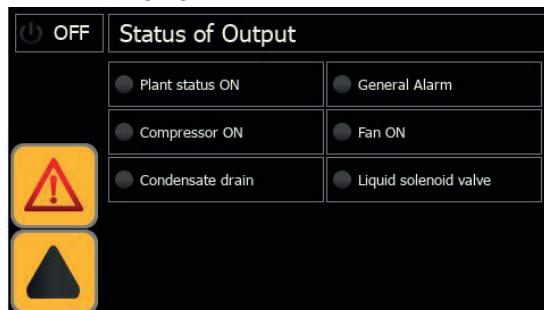 OFF
Status of Output
Plant status ON
General Alarm
Compressor ON
Fan ON
Condensate drain
Liquid solenoid valve